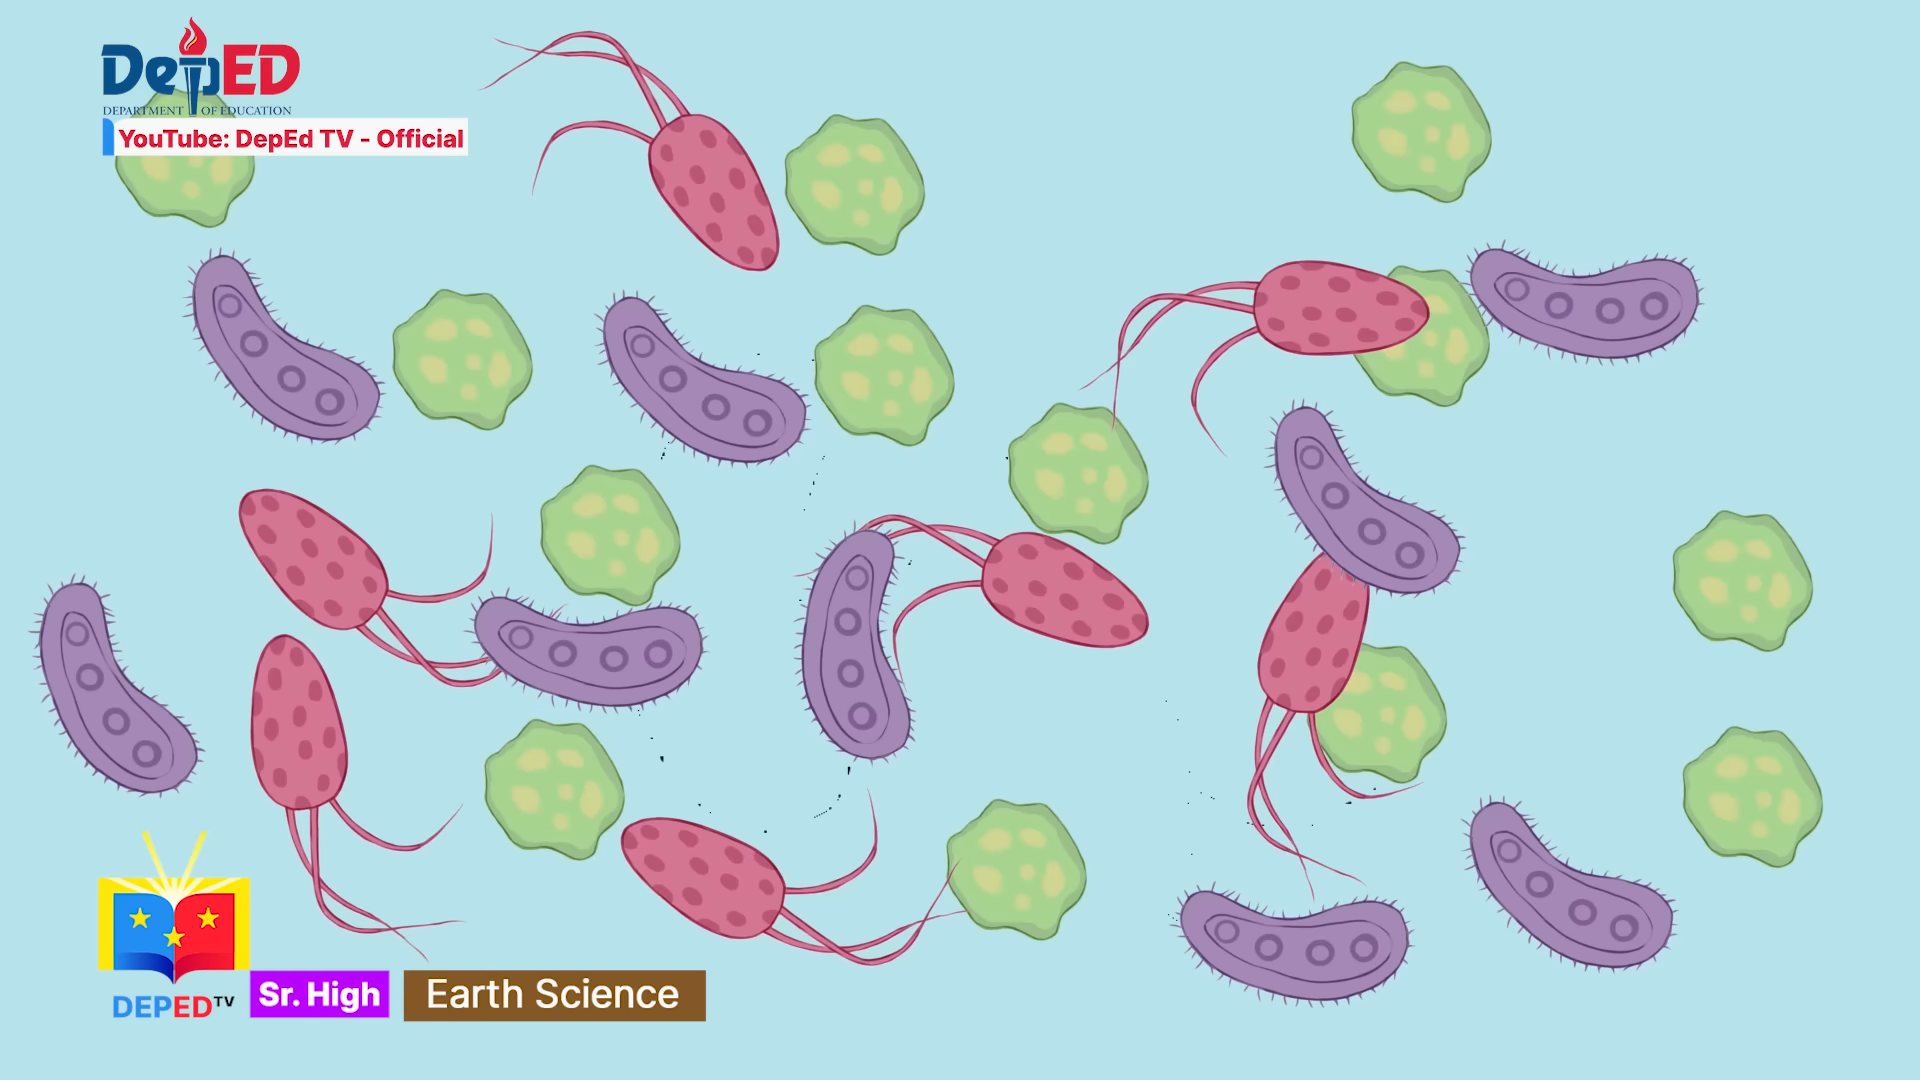 DepED
DEPARTMENT OF EDUCATION
YouTube: DepEd TV - Official
DEPED TV
Sr. High
Earth Science